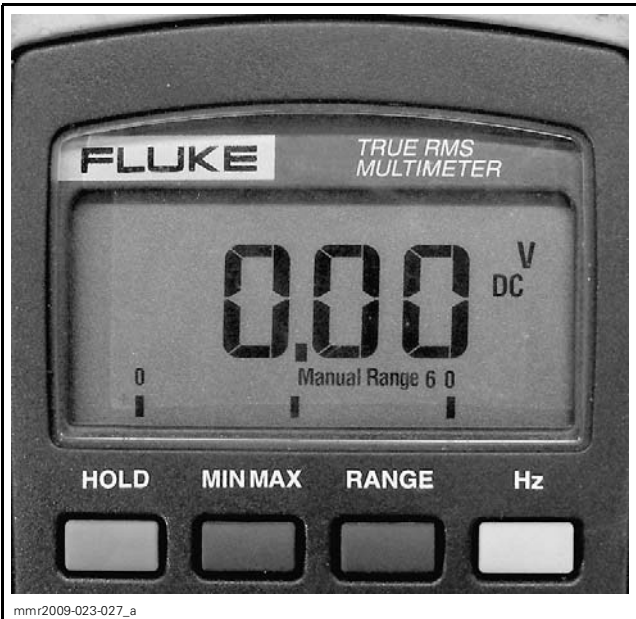 FLUKE
TRUE RMS
MULTIMETER
0.00
V
DC
0
Manual Range 6 0
HOLD MIN MAX RANGE Hz
mmr2009-023-027_a